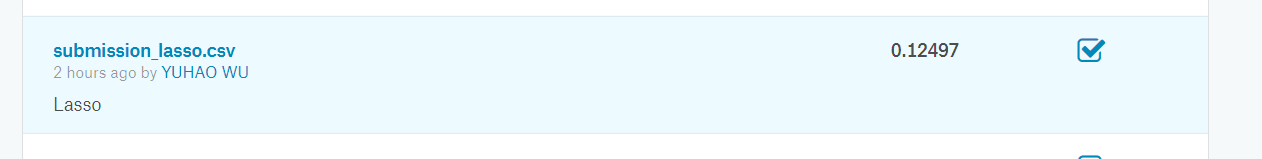 submission_lasso.csv 0.12497
2 hours ago by YUHAO WU
Lasso